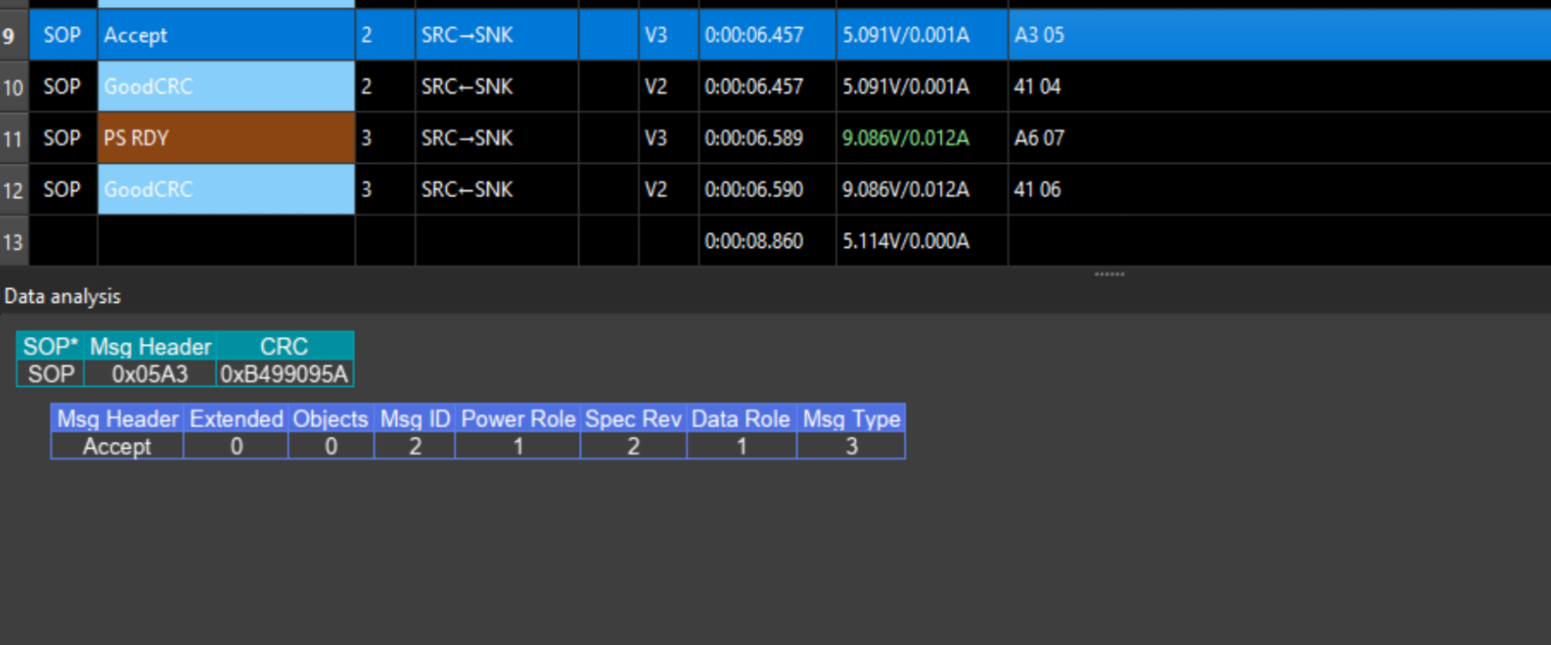 9 SOP Accept 2 SRC→SNK V3 0:00:06.457 5.091V/0.001A A3 05
10 SOP GoodCRC 2 SRC←SNK V2 0:00:06.457 5.091V/0.001A 41 04
11 SOP PS RDY 3 SRC→SNK V3 0:00:06.589 9.086V/0.012A A6 07
12 SOP GoodCRC 3 SRC←SNK V2 0:00:06.590 9.086V/0.012A 41 06
13 0:00:08.860 5.114V/0.000A
Data analysis
SOP* Msg Header CRC
SOP 0x05A3 0xB499095A
Msg Header Extended Objects Msg ID Power Role Spec Rev Data Role Msg Type
Accept 0 0 2 1 2 1 3